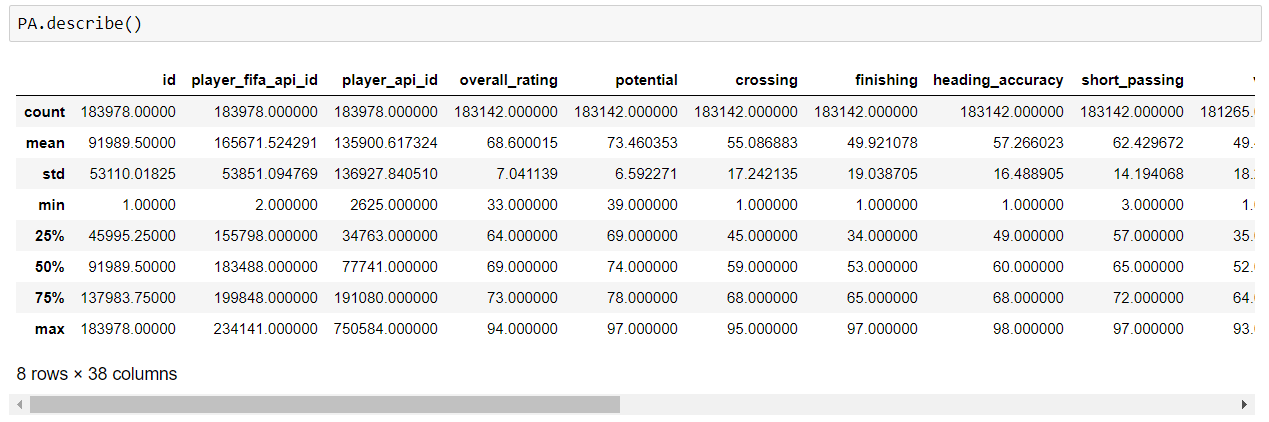 PA.describe()
id player_fifa_api_id player_api_id overall_rating potential crossing finishing heading_accuracy short_passing
count 183978.00000 183978.000000 183978.000000 183142.000000 183142.000000 183142.000000 183142.000000 183142.000000 183142.000000 181265.
mean 91989.50000 165671.524291 135900.617324 68.600015 73.460353 55.086883 49.921078 57.266023 62.429672 49.
std 53110.01825 53851.094769 136927.840510 7.041139 6.592271 17.242135 19.038705 16.488905 14.194068 18.
min 1.00000 2.000000 2625.000000 33.000000 39.000000 1.000000 1.000000 1.000000 3.000000 1.
25% 45995.25000 155798.000000 34763.000000 64.000000 69.000000 45.000000 34.000000 49.000000 57.000000 35.
50% 91989.50000 183488.000000 77741.000000 69.000000 74.000000 59.000000 53.000000 60.000000 65.000000 52.
75% 137983.75000 199848.000000 191080.000000 73.000000 78.000000 68.000000 65.000000 68.000000 72.000000 64.
max 183978.00000 234141.000000 750584.000000 94.000000 97.000000 95.000000 97.000000 98.000000 97.000000 93.
8 rows × 38 columns